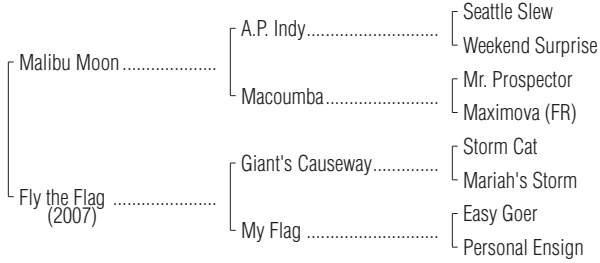 Seattle Slew
A.P. Indy..............................
Weekend Surprise
Malibu Moon .....................
Mr. Prospector
Macoumba.........................
Maximova (FR)
Storm Cat
Giant's Causeway..............
Mariah's Storm
Fly the Flag .......................
(2007)
Easy Goer
My Flag .............................
Personal Ensign